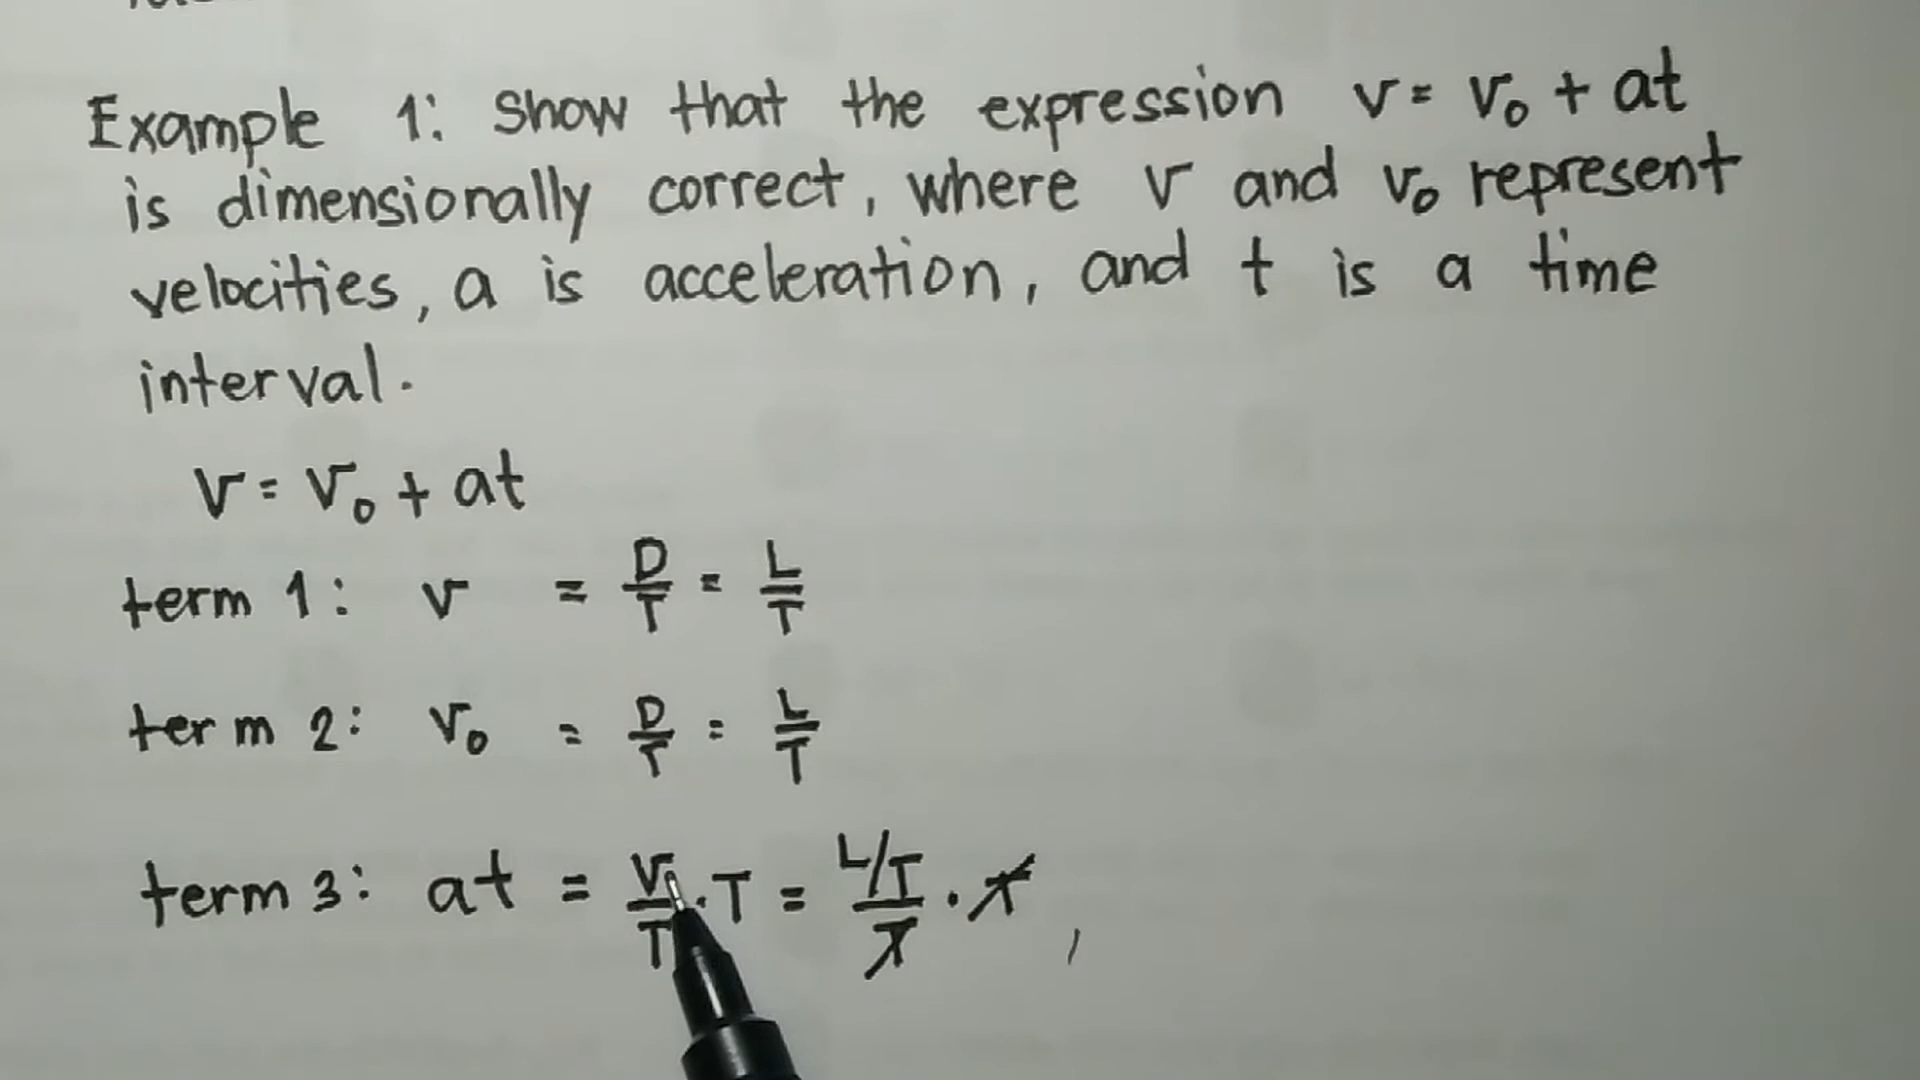 Example 1: Show that the expression v = v₀ + at
is dimensionally correct, where v and v₀ represent
velocities, a is acceleration, and t is a time
interval.
v = v₀ + at
term 1: v = D/T = L/T
term 2: v₀ = D/T = L/T
term 3: at = V/T · T = L/T/T · T